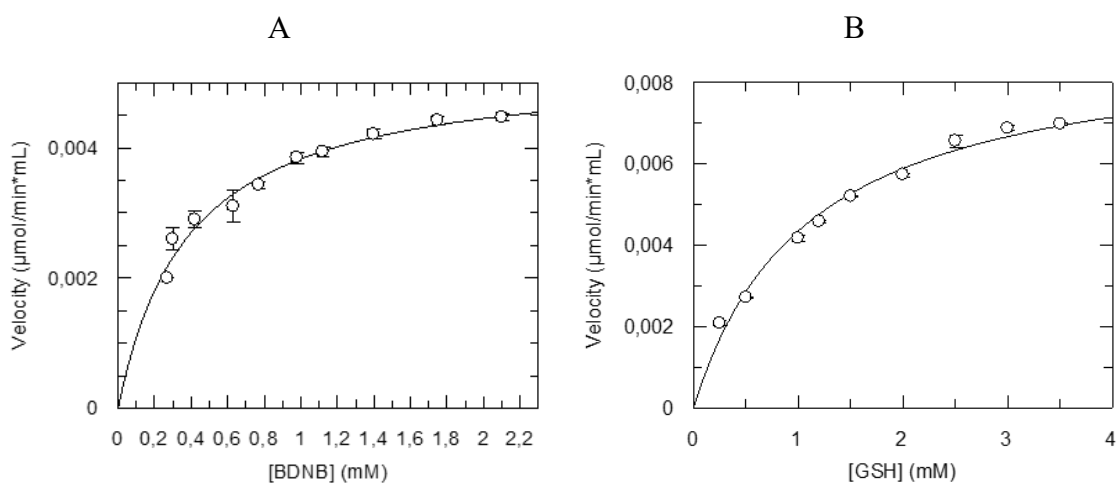 A
B
Velocity (µmol/min*mL)
0,004
0,002
0
0 0,2 0,4 0,6 0,8 1 1,2 1,4 1,6 1,8 2 2,2
[BDNB] (mM)
Velocity (µmol/min*mL)
0,008
0,006
0,004
0,002
0
0 1 2 3 4
[GSH] (mM)